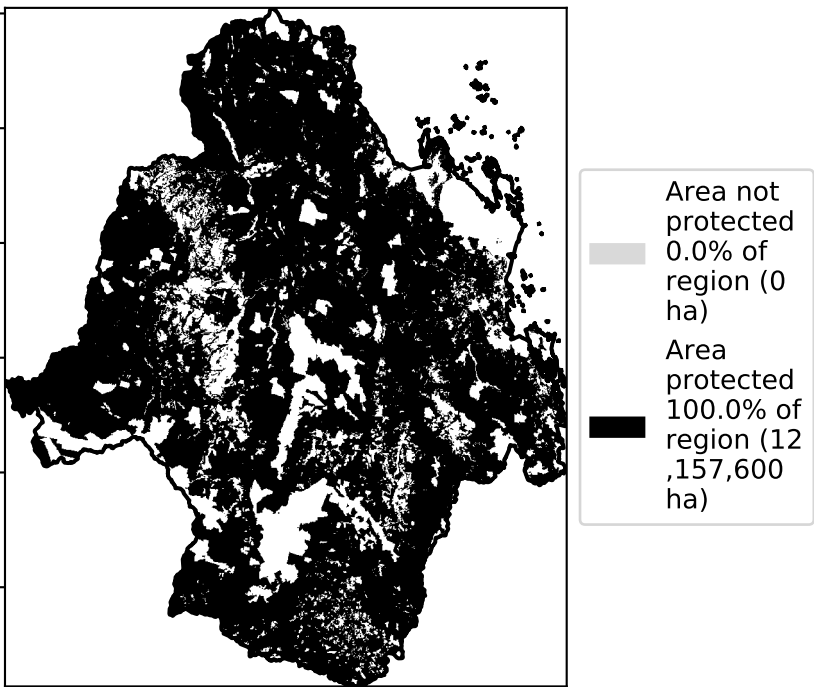 Area not
protected
0.0% of
region (0
ha)
Area
protected
100.0% of
region (12
,157,600
ha)